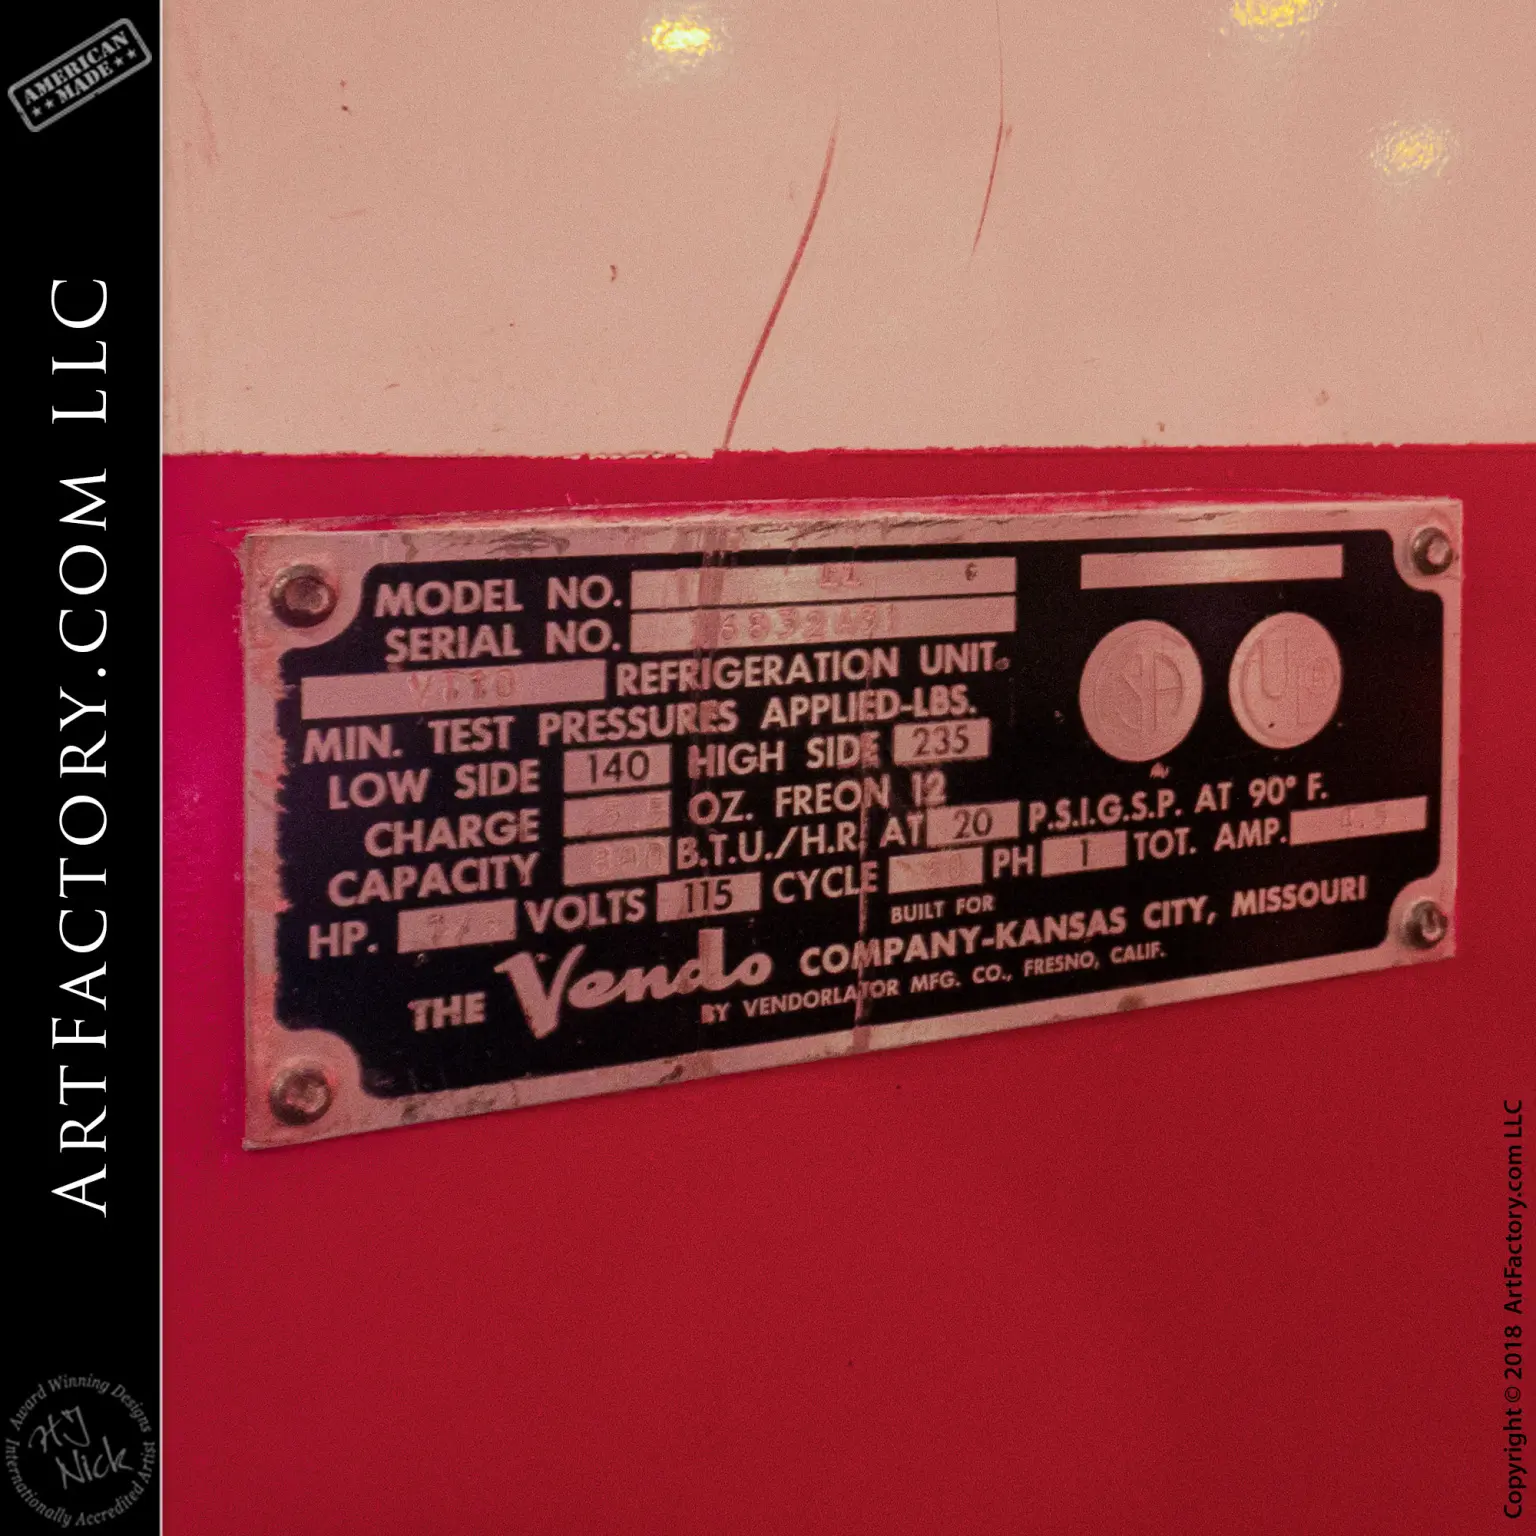 AMERICAN
MADE
ARTFACTORY.COM LLC
Award Winning Designs
HJ
Nick
Internationally Accredited Artist
MODEL NO.
SERIAL NO.
REFRIGERATION UNIT.
MIN. TEST PRESSURES APPLIED-LBS.
LOW SIDE 140 HIGH SIDE 235
CHARGE OZ. FREON 12
CAPACITY B.T.U./H.R. AT 20 P.S.I.G.S.P. AT 90° F.
HP. VOLTS 115 CYCLE PH 1 TOT. AMP.
BUILT FOR
THE Vendo COMPANY-KANSAS CITY, MISSOURI
BY VENDORLATOR MFG. CO., FRESNO, CALIF.
Copyright © 2018 ArtFactory.com LLC